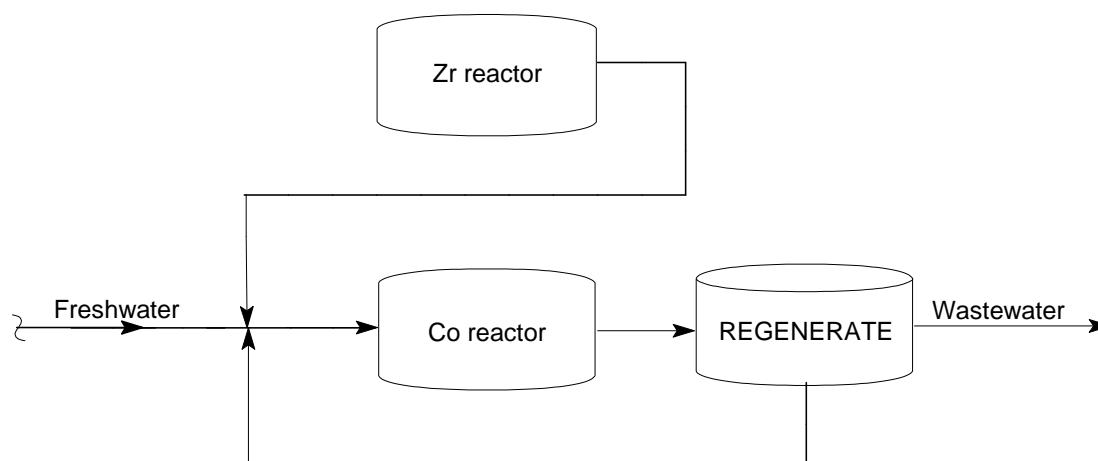 Zr reactor
Freshwater
Co reactor
REGENERATE
Wastewater